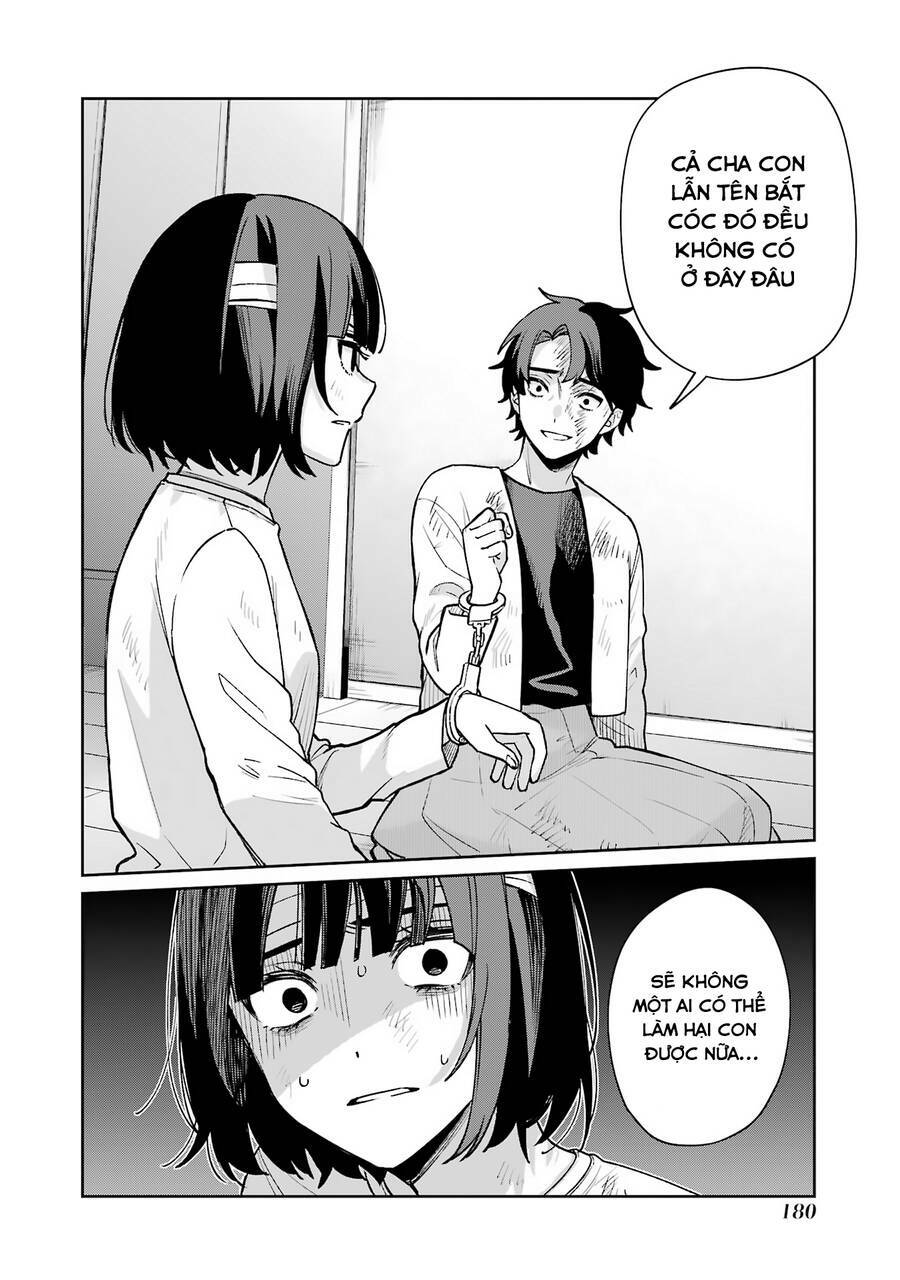 CẢ CHA CON
LẪN TÊN BẮT
CÓC ĐÓ ĐỀU
KHÔNG CÓ
Ở ĐÂY ĐÂU
SẼ KHÔNG
MỘT AI CÓ THỂ
LÀM HẠI CON
ĐƯỢC NỮA...
180